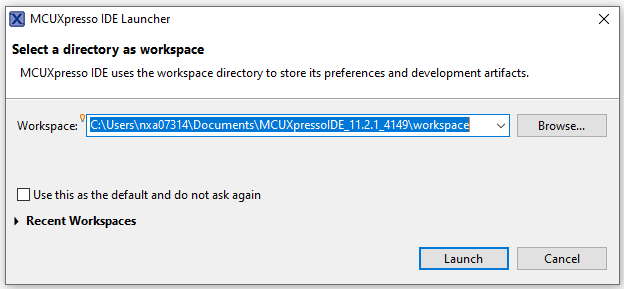 MCUXpresso IDE Launcher
Select a directory as workspace
MCUXpresso IDE uses the workspace directory to store its preferences and development artifacts.
Workspace: C:\Users\nxa07314\Documents\MCUXpressoIDE_11.2.1_4149\workspace Browse...
Use this as the default and do not ask again
Recent Workspaces
Launch Cancel